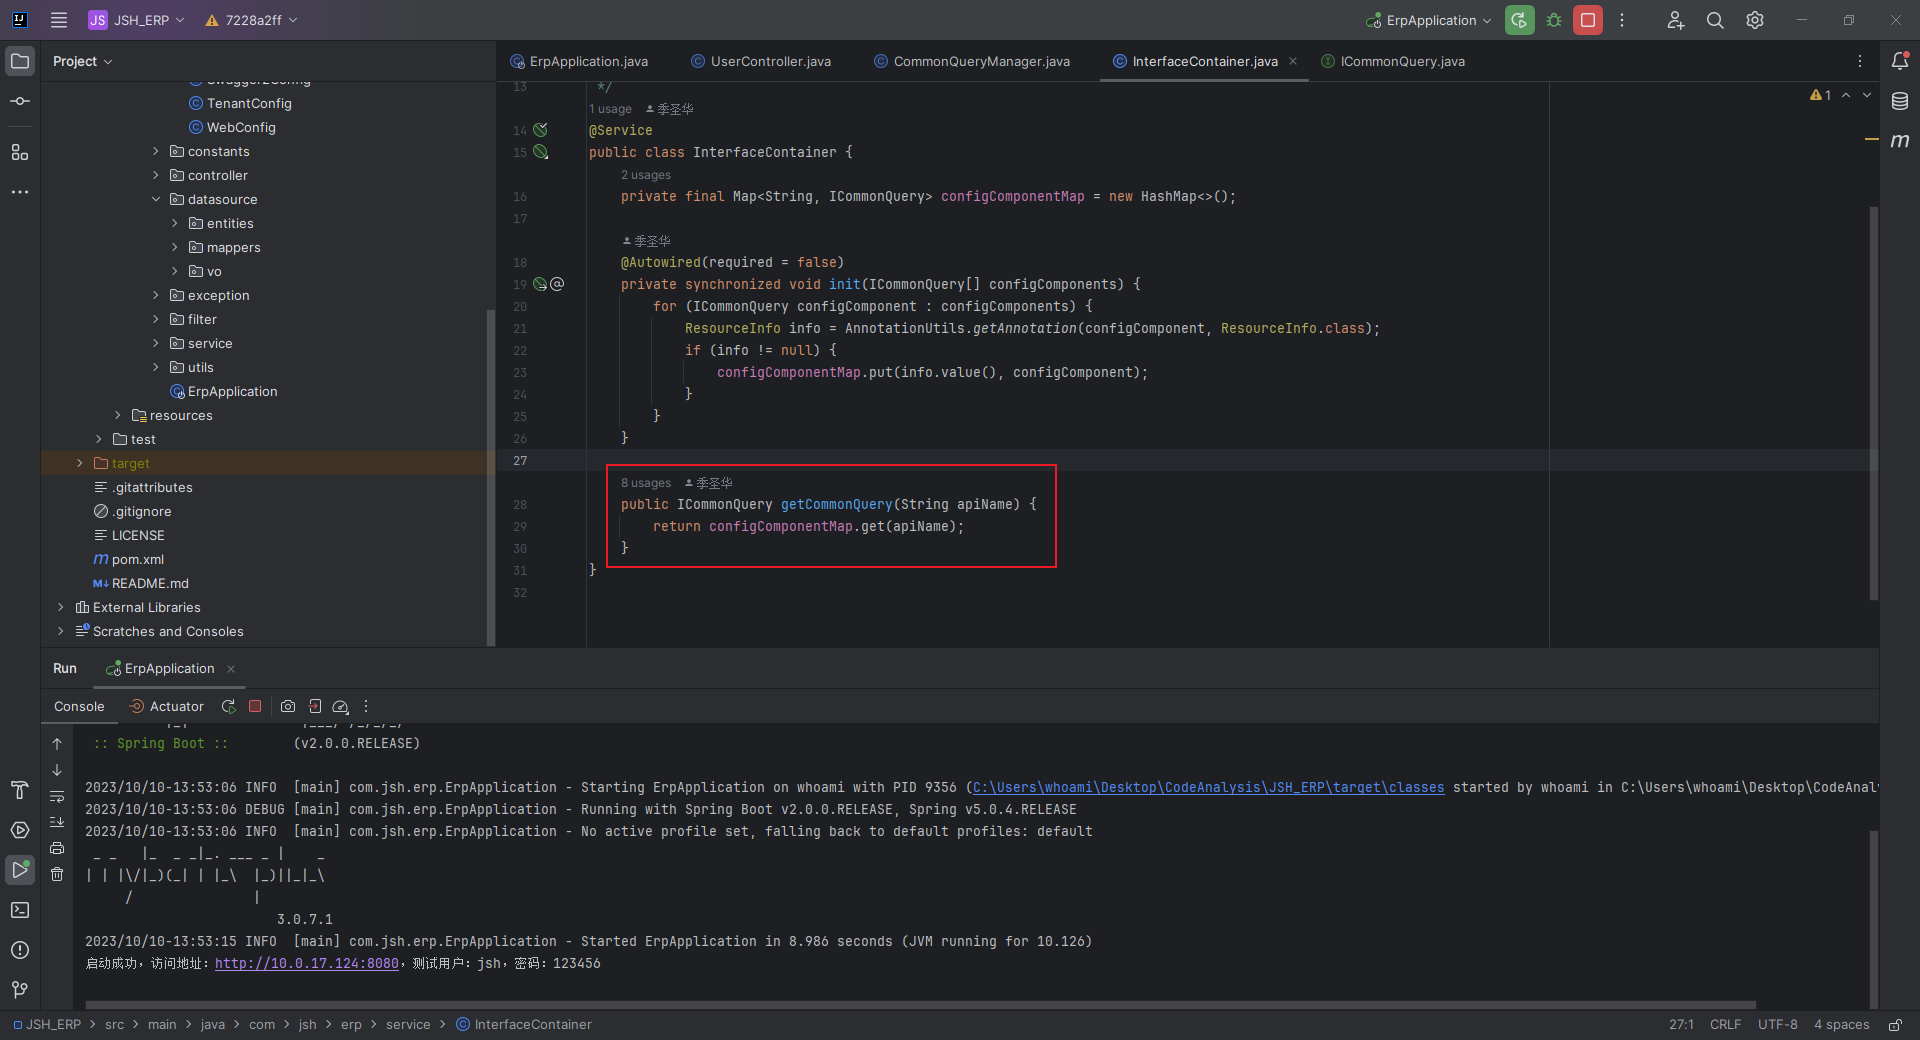 JS JSH_ERP 7228a2ff ErpApplication
Project
ErpApplication.java UserController.java CommonQueryManager.java InterfaceContainer.java ICommonQuery.java
TenantConfig
WebConfig
constants
controller
datasource
entities
mappers
vo
exception
filter
service
utils
ErpApplication
resources
test
target
.gitattributes
.gitignore
LICENSE
pom.xml
README.md
External Libraries
Scratches and Consoles
1
13 */
1 usage 季圣华
14 @Service
15 public class InterfaceContainer {
2 usages
16 private final Map<String, ICommonQuery> configComponentMap = new HashMap<>();
17
季圣华
18 @Autowired(required = false)
19 private synchronized void init(ICommonQuery[] configComponents) {
20 for (ICommonQuery configComponent : configComponents) {
21 ResourceInfo info = AnnotationUtils.getAnnotation(configComponent, ResourceInfo.class);
22 if (info != null) {
23 configComponentMap.put(info.value(), configComponent);
24 }
25 }
26 }
27
8 usages 季圣华
28 public ICommonQuery getCommonQuery(String apiName) {
29 return configComponentMap.get(apiName);
30 }
31 }
32
Run ErpApplication
Console Actuator
:: Spring Boot :: (v2.0.0.RELEASE)
2023/10/10-13:53:06 INFO [main] com.jsh.erp.ErpApplication - Starting ErpApplication on whoami with PID 9356 (C:\Users\whoami\Desktop\CodeAnalysis\JSH_ERP\target\classes started by whoami in C:\Users\whoami\Desktop\CodeAnaly
2023/10/10-13:53:06 DEBUG [main] com.jsh.erp.ErpApplication - Running with Spring Boot v2.0.0.RELEASE, Spring v5.0.4.RELEASE
2023/10/10-13:53:06 INFO [main] com.jsh.erp.ErpApplication - No active profile set, falling back to default profiles: default
_ _ |_ _ _|_. ___ _ | _
| | |\/|_)(_| | |_\ |_)||_|_\
/ |
3.0.7.1
2023/10/10-13:53:15 INFO [main] com.jsh.erp.ErpApplication - Started ErpApplication in 8.986 seconds (JVM running for 10.126)
启动成功，访问地址：http://10.0.17.124:8080，测试用户：jsh，密码：123456
JSH_ERP > src > main > java > com > jsh > erp > service > InterfaceContainer 27:1 CRLF UTF-8 4 spaces